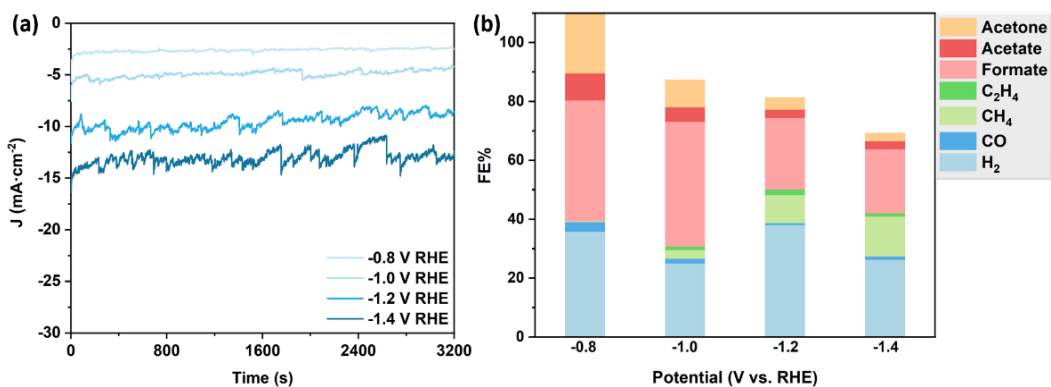 (a)
J (mA·cm⁻²)
0
-5
-10
-15
-20
-25
-30
-0.8 V RHE
-1.0 V RHE
-1.2 V RHE
-1.4 V RHE
0
800
1600
2400
3200
Time (s)
(b)
FE%
100
80
60
40
20
0
-0.8
-1.0
-1.2
-1.4
Potential (V vs. RHE)
Acetone
Acetate
Formate
C₂H₄
CH₄
CO
H₂